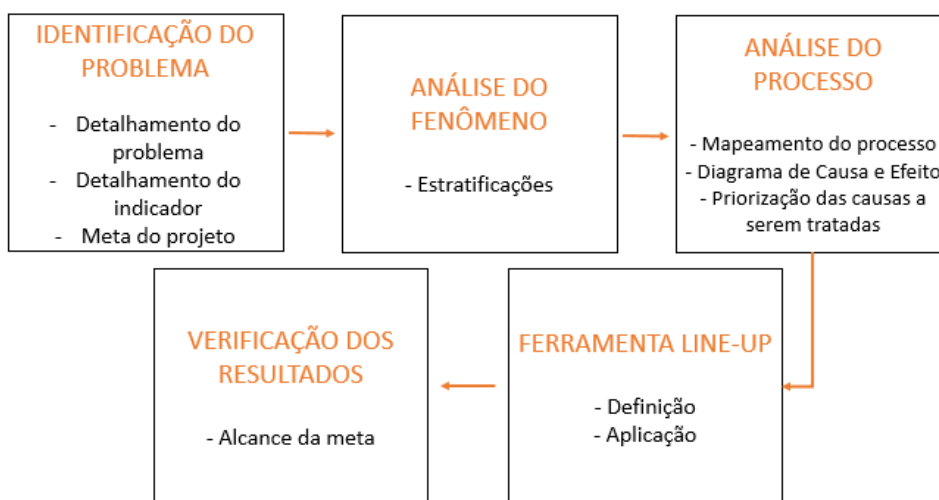 IDENTIFICAÇÃO DO
PROBLEMA
- Detalhamento do
problema
- Detalhamento do
indicador
- Meta do projeto
ANÁLISE DO
FENÔMENO
- Estratificações
ANÁLISE DO
PROCESSO
- Mapeamento do processo
- Diagrama de Causa e Efeito
- Priorização das causas a
serem tratadas
FERRAMENTA LINE-UP
- Definição
- Aplicação
VERIFICAÇÃO DOS
RESULTADOS
- Alcance da meta